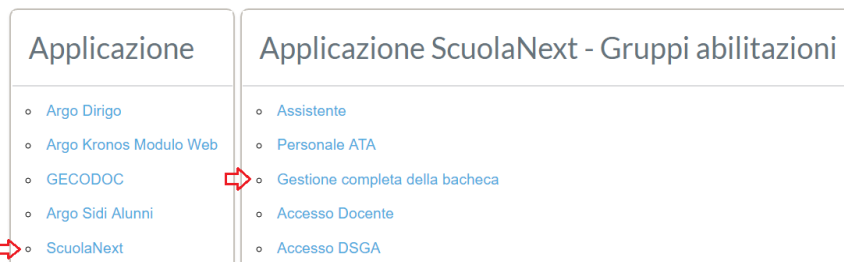 Applicazione
Argo Dirigo
Argo Kronos Modulo Web
GECODOC
Argo Sidi Alunni
ScuolaNext
Applicazione ScuolaNext - Gruppi abilitazioni
Assistente
Personale ATA
Gestione completa della bacheca
Accesso Docente
Accesso DSGA